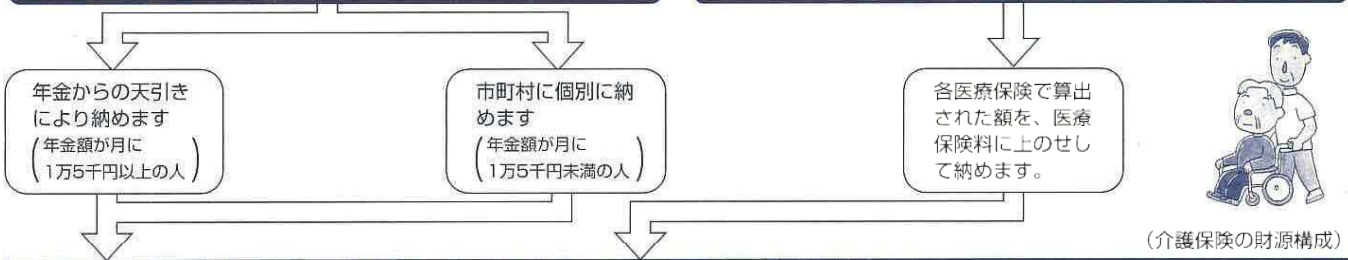 年金からの天引き
により納めます
(年金額が月に
1万5千円以上の人)
市町村に個別に納
めます
(年金額が月に
1万5千円未満の人)
各医療保険で算出
された額を、医療
保険料に上のせし
て納めます。
(介護保険の財源構成)